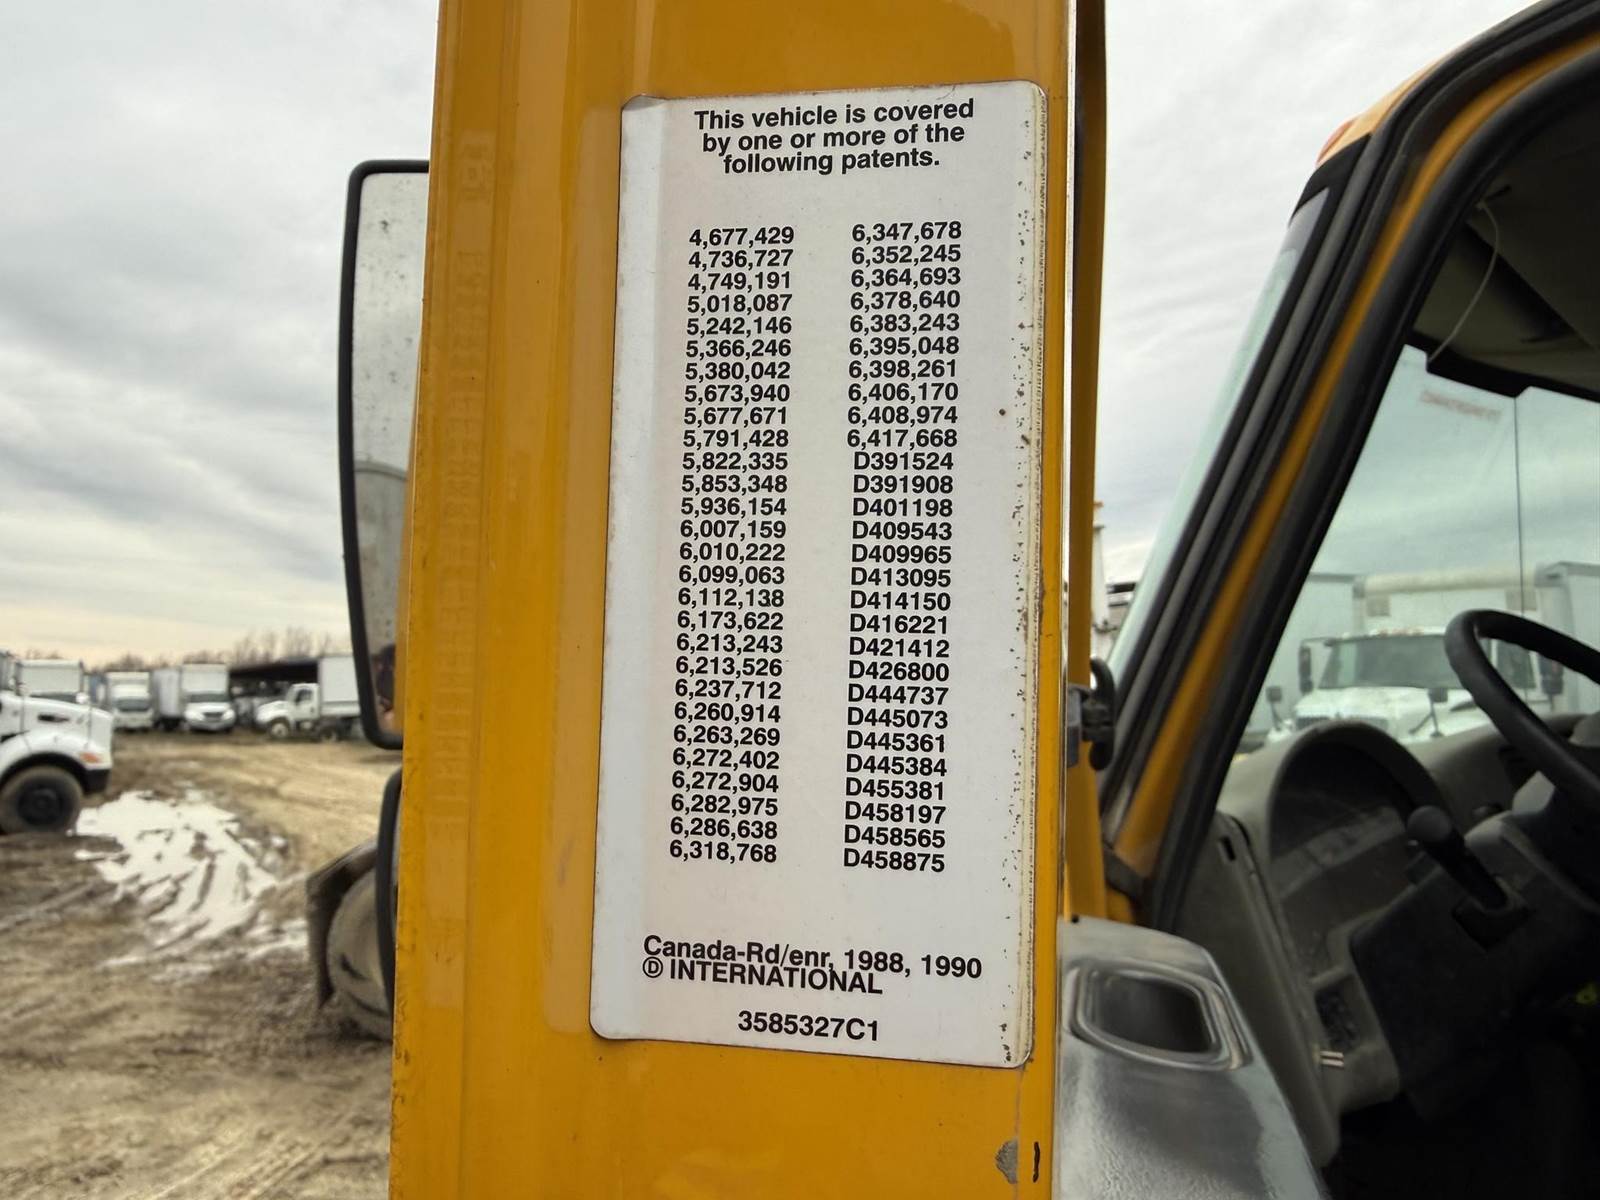 This vehicle is covered
by one or more of the
following patents.
4,677,429
4,736,727
4,749,191
5,018,087
5,242,146
5,366,246
5,380,042
5,673,940
5,677,671
5,791,428
5,822,335
5,853,348
5,936,154
6,007,159
6,010,222
6,099,063
6,112,138
6,173,622
6,213,243
6,213,526
6,237,712
6,260,914
6,263,269
6,272,402
6,272,904
6,282,975
6,286,638
6,318,768
6,347,678
6,352,245
6,364,693
6,378,640
6,383,243
6,395,048
6,398,261
6,406,170
6,408,974
6,417,668
D391524
D391908
D401198
D409543
D409965
D413095
D414150
D416221
D421412
D426800
D444737
D445073
D445361
D445384
D455381
D458197
D458565
D458875
Canada-Rd/enr, 1988, 1990
Ⓓ INTERNATIONAL
3585327C1